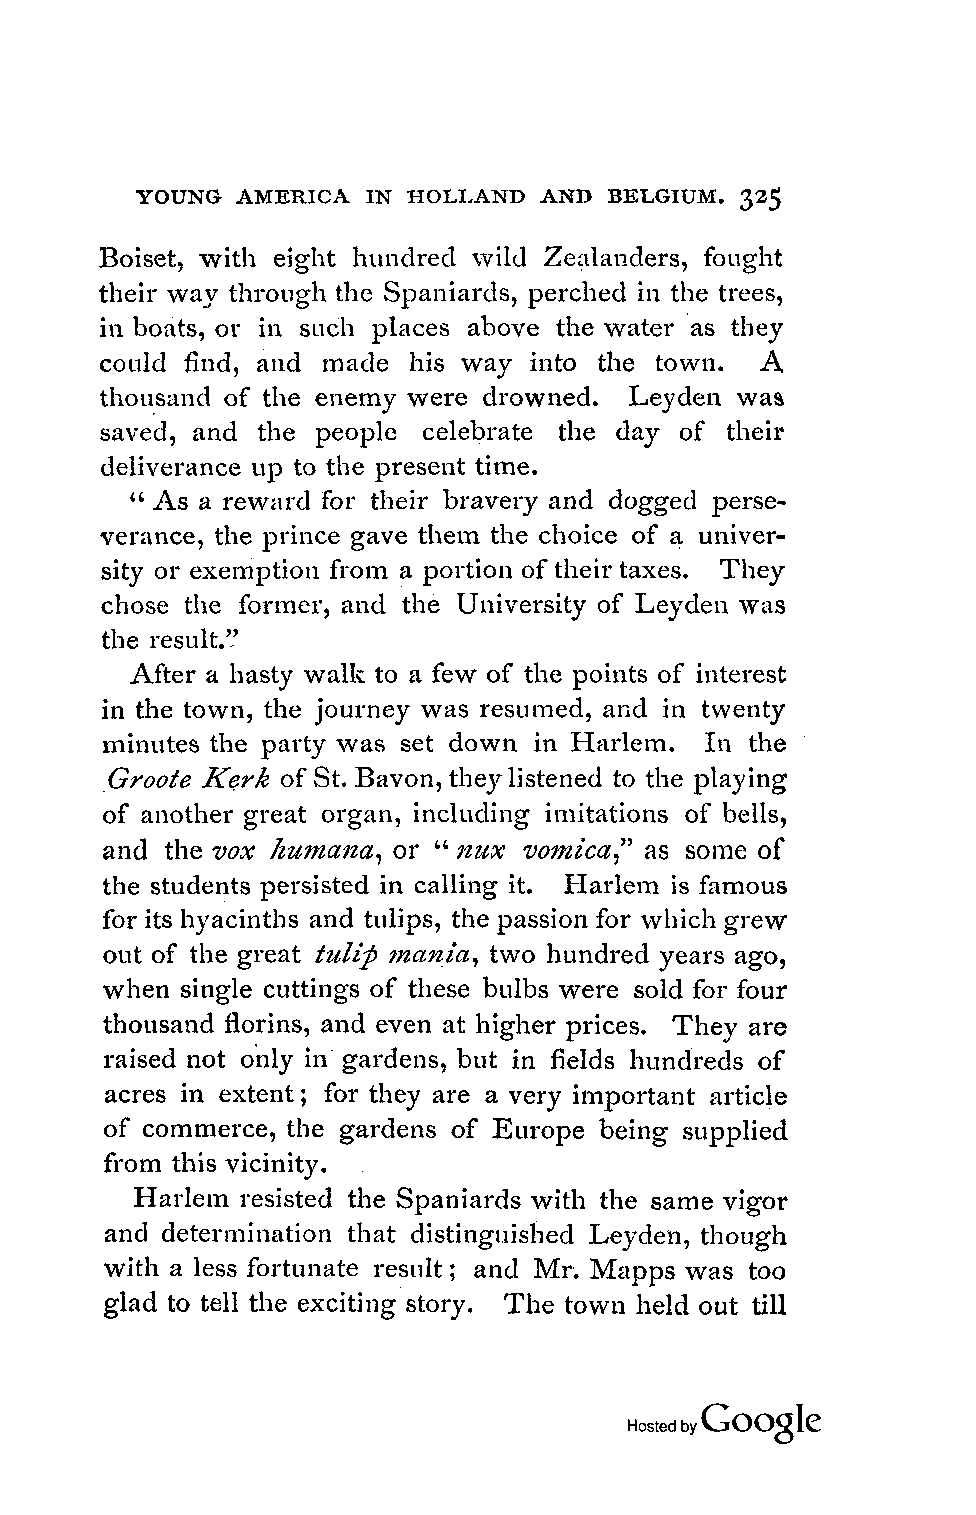 YOUNG AMERICA IN HOLLAND AND BELGIUM. 325
Boiset, with eight hundred wild Zealanders, fought
their way through the Spaniards, perched in the trees,
in boats, or in such places above the water as they
could find, and made his way into the town. A
thousand of the enemy were drowned. Leyden was
saved, and the people celebrate the day of their
deliverance up to the present time.
“ As a reward for their bravery and dogged perse-
verance, the prince gave them the choice of a univer-
sity or exemption from a portion of their taxes. They
chose the former, and the University of Leyden was
the result.”
After a hasty walk to a few of the points of interest
in the town, the journey was resumed, and in twenty
minutes the party was set down in Harlem. In the
Groote Kerk of St. Bavon, they listened to the playing
of another great organ, including imitations of bells,
and the vox humana, or “ nux vomica,” as some of
the students persisted in calling it. Harlem is famous
for its hyacinths and tulips, the passion for which grew
out of the great tulip mania, two hundred years ago,
when single cuttings of these bulbs were sold for four
thousand florins, and even at higher prices. They are
raised not only in gardens, but in fields hundreds of
acres in extent; for they are a very important article
of commerce, the gardens of Europe being supplied
from this vicinity.
Harlem resisted the Spaniards with the same vigor
and determination that distinguished Leyden, though
with a less fortunate result; and Mr. Mapps was too
glad to tell the exciting story. The town held out till
Hosted by Google